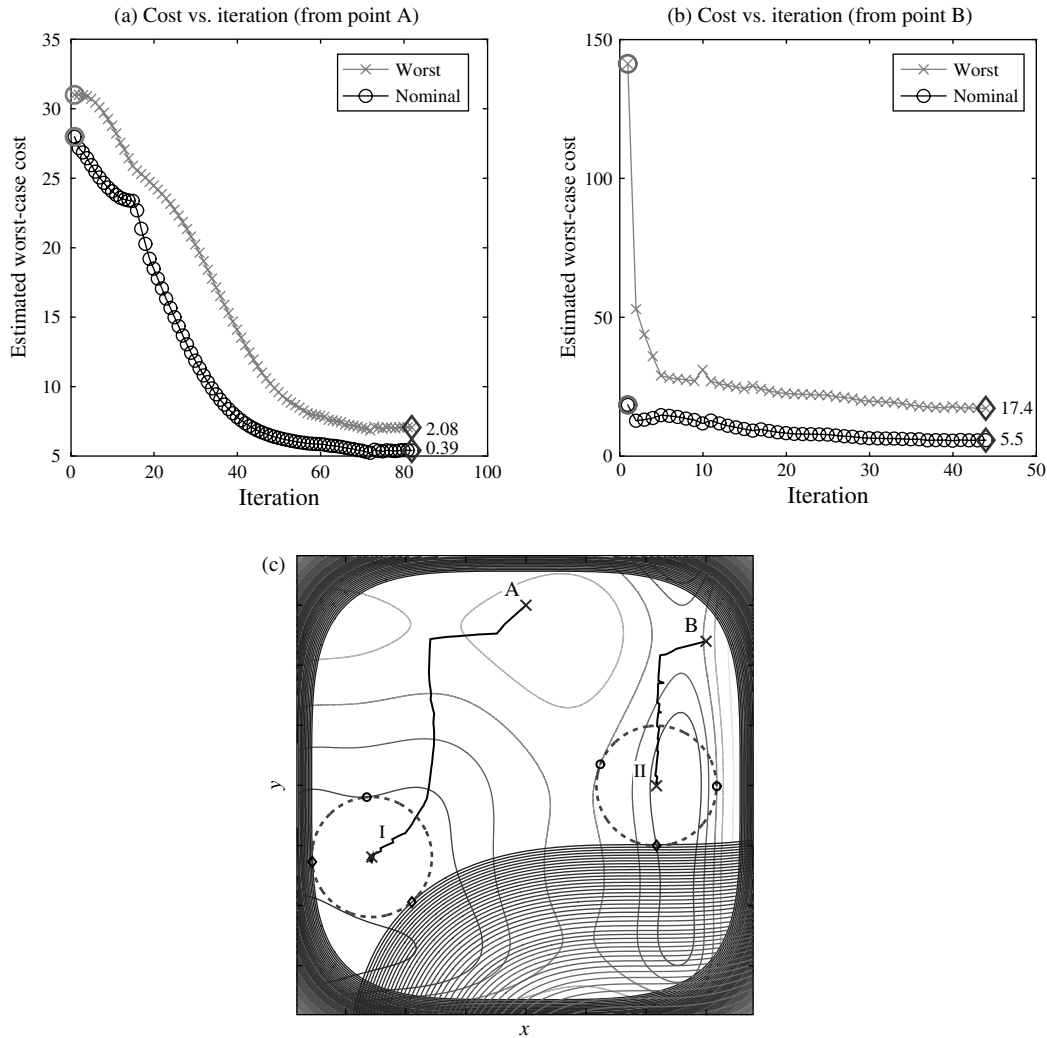 (a) Cost vs. iteration (from point A)
35
30
25
20
15
10
5
0
20
40
60
80
100
Estimated worst-case cost
Iteration
Worst
Nominal
2.08
0.39
(b) Cost vs. iteration (from point B)
150
100
50
0
0
10
20
30
40
50
Estimated worst-case cost
Iteration
Worst
Nominal
17.4
5.5
(c)
A
B
II
I
y
x